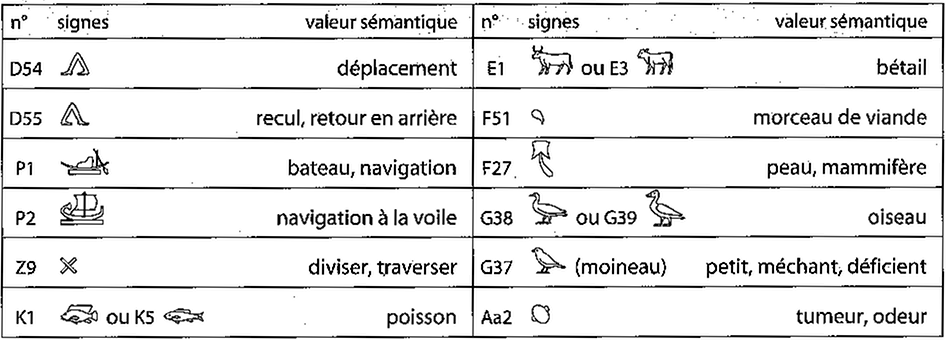 n° signes valeur sémantique n° signes valeur sémantique
D54 déplacement E1 ou E3 bétail
D55 recul, retour en arrière F51 morceau de viande
P1 bateau, navigation F27 peau, mammifère
P2 navigation à la voile G38 ou G39 oiseau
Z9 diviser, traverser G37 (moineau) petit, méchant, déficient
K1 ou K5 poisson Aa2 tumeur, odeur